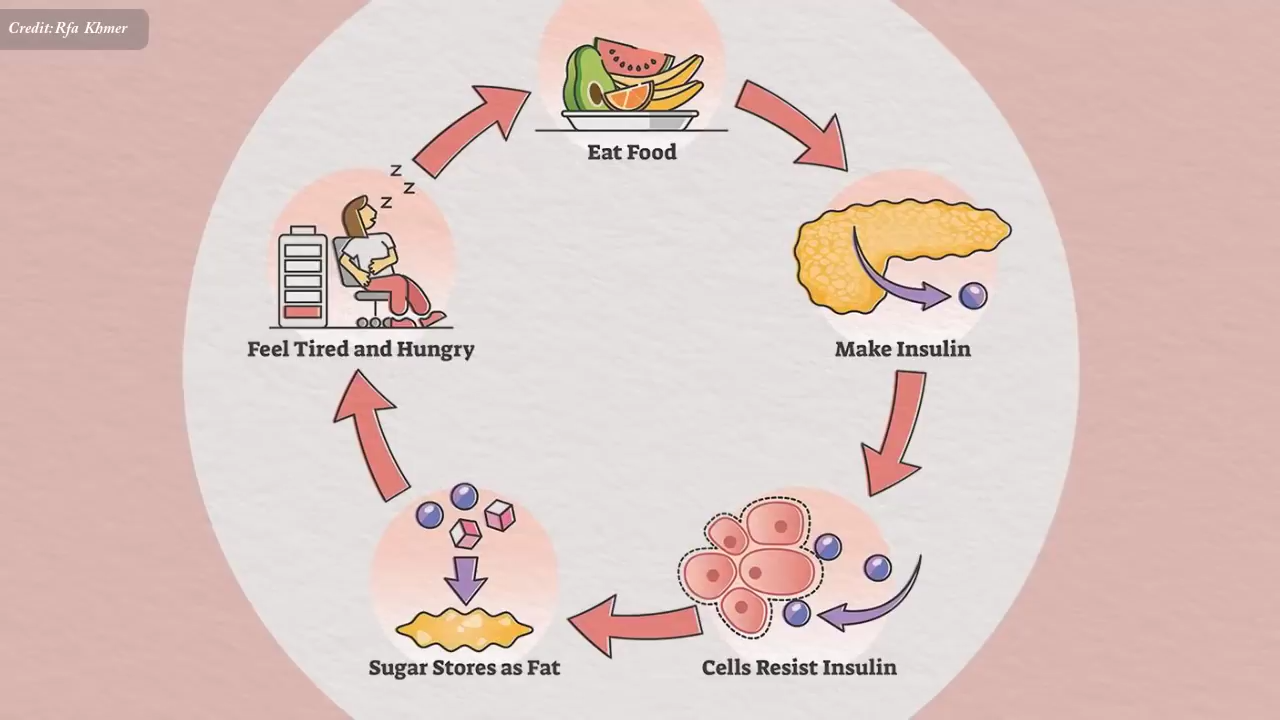 Credit: Rfa Khmer
Eat Food
z
z
z
Make Insulin
Feel Tired and Hungry
Sugar Stores as Fat
Cells Resist Insulin